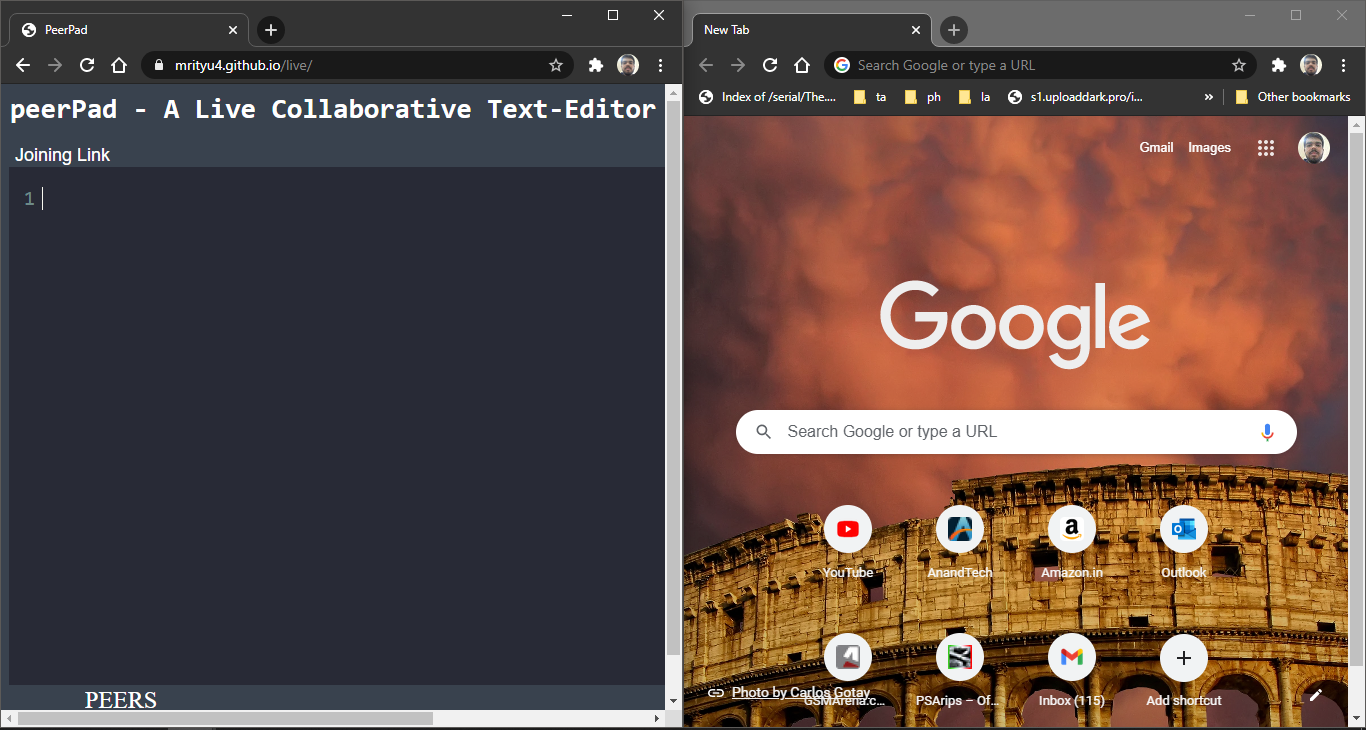 PeerPad
mrityu4.github.io/live/
peerPad - A Live Collaborative Text-Editor
Joining Link
1
PEERS
New Tab
Search Google or type a URL
Index of /serial/The.... ta ph la s1.uploaddark.pro/i... » Other bookmarks
Gmail Images
Google
Search Google or type a URL
YouTube AnandTech Amazon.in Outlook
Photo by Carlos Gotay
GSMArena.c... PSArips – Of... Inbox (115) Add shortcut